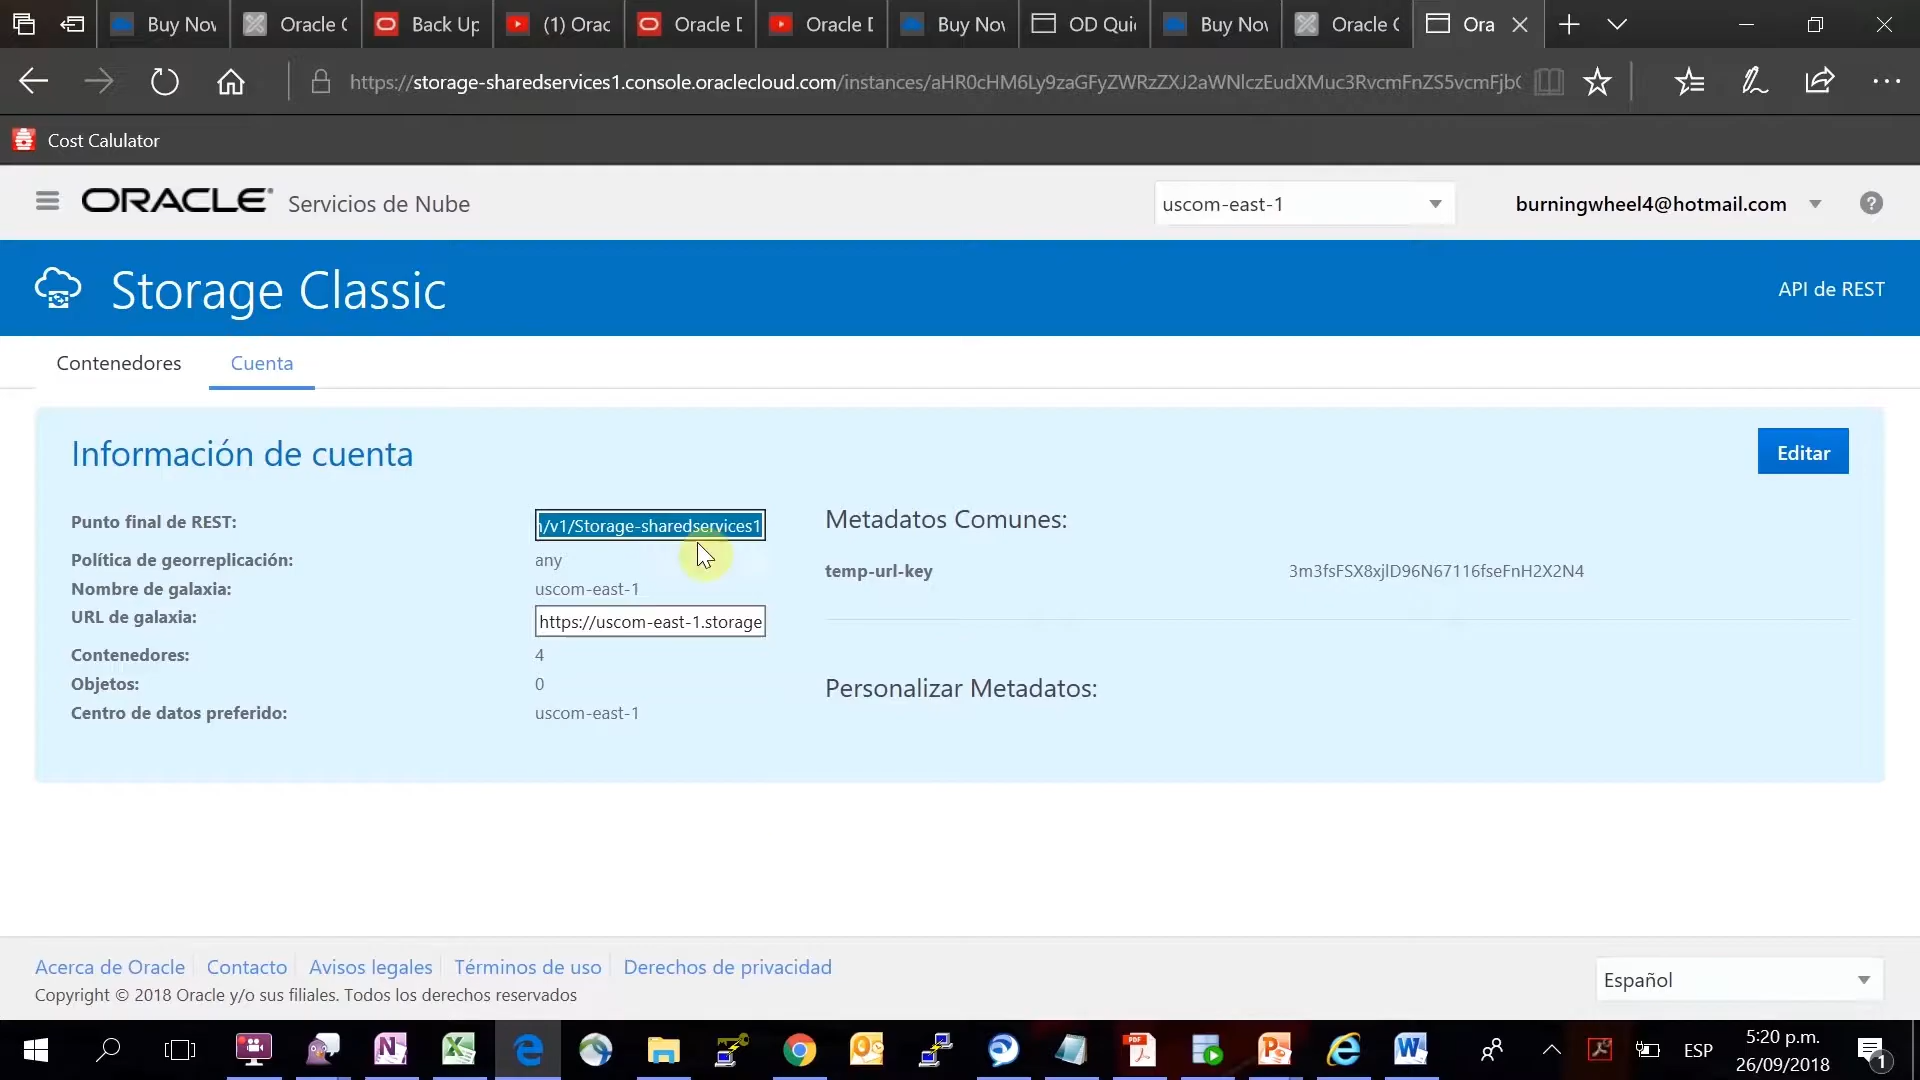 Buy Nov
Oracle C
Back Up
(1) Orac
Oracle D
Oracle D
Buy Nov
OD Qui
Buy Nov
Oracle C
Ora
https://storage-sharedservices1.console.oraclecloud.com/instances/aHR0cHM6Ly9zaGFyZWRzZXJ2aWNlczEudXMuc3RvcmFnZS5vcmFjbG
Cost Calulator
ORACLE Servicios de Nube
uscom-east-1
burningwheel4@hotmail.com
Storage Classic
API de REST
Contenedores
Cuenta
Información de cuenta
Editar
Punto final de REST:
/v1/Storage-sharedservices1
Política de georreplicación:
any
Nombre de galaxia:
uscom-east-1
URL de galaxia:
https://uscom-east-1.storage
Contenedores:
4
Objetos:
0
Centro de datos preferido:
uscom-east-1
Metadatos Comunes:
temp-url-key
3m3fsFSX8xjlD96N67116fseFnH2X2N4
Personalizar Metadatos:
Acerca de Oracle
Contacto
Avisos legales
Términos de uso
Derechos de privacidad
Copyright © 2018 Oracle y/o sus filiales. Todos los derechos reservados
Español
ESP
5:20 p.m.
26/09/2018
1